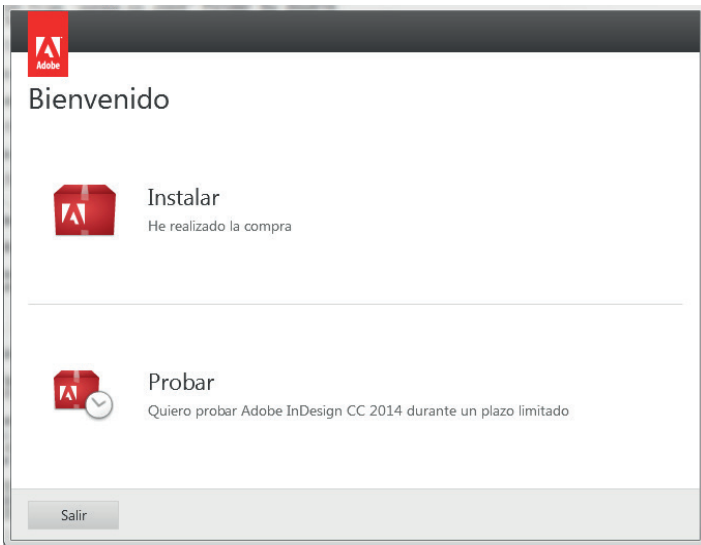 Adobe
Bienvenido
Instalar
He realizado la compra
Probar
Quiero probar Adobe InDesign CC 2014 durante un plazo limitado
Salir